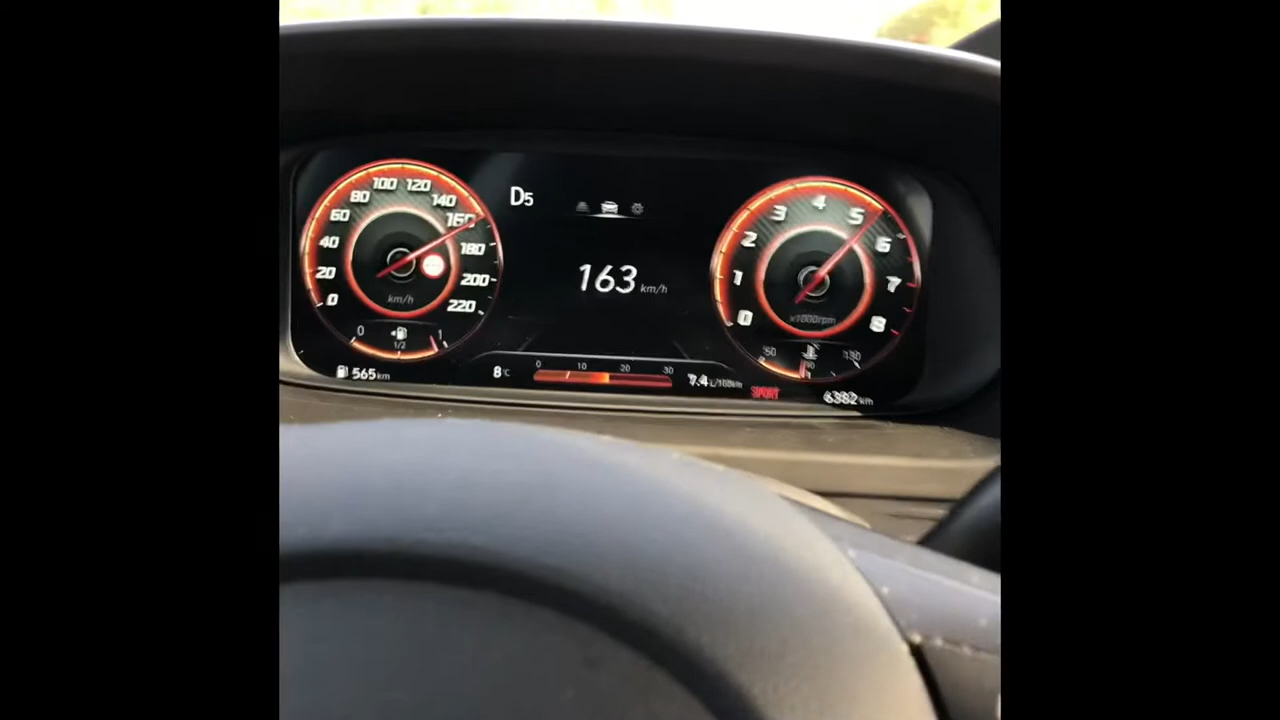 100 120
80 140
60 160
40 180
20 200
0 220
km/h
0 1
1/2
565 km
D5
163 km/h
0 10 20 30
8 °C
7.4 L/100km
4
3 5
2 6
1 7
0 8
x1000rpm
50 130
90
SPORT
6382 km